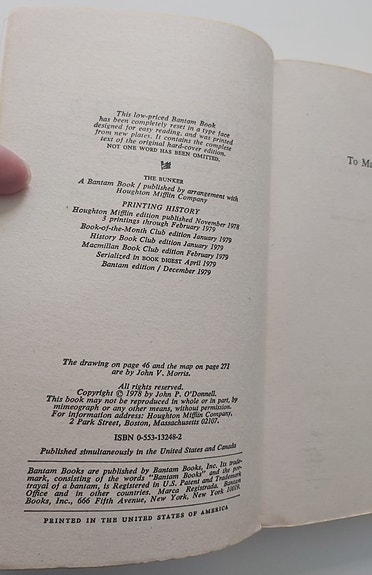 This low-priced Bantam Book
has been completely reset in a type face
designed for easy reading, and was printed
from new plates. It contains the complete
text of the original hard-cover edition.
NOT ONE WORD HAS BEEN OMITTED.
THE BUNKER
A Bantam Book / published by arrangement with
Houghton Mifflin Company
PRINTING HISTORY
Houghton Mifflin edition published November 1978
3 printings through February 1979
Book-of-the-Month Club edition January 1979
History Book Club edition January 1979
Macmillan Book Club edition February 1979
Serialized in BOOK DIGEST April 1979
Bantam edition / December 1979
The drawing on page 46 and the map on page 271
are by John V. Morris.
All rights reserved.
Copyright © 1978 by John P. O'Donnell.
This book may not be reproduced in whole or in part, by
mimeograph or any other means, without permission.
For information address: Houghton Mifflin Company,
2 Park Street, Boston, Massachusetts 02107.
ISBN 0-553-13248-2
Published simultaneously in the United States and Canada
Bantam Books are published by Bantam Books, Inc. Its trade-
mark, consisting of the words "Bantam Books" and the por-
trayal of a bantam, is Registered in U.S. Patent and Trademark
Office and in other countries. Marca Registrada. Bantam
Books, Inc., 666 Fifth Avenue, New York, New York 10019.
PRINTED IN THE UNITED STATES OF AMERICA
To Ma